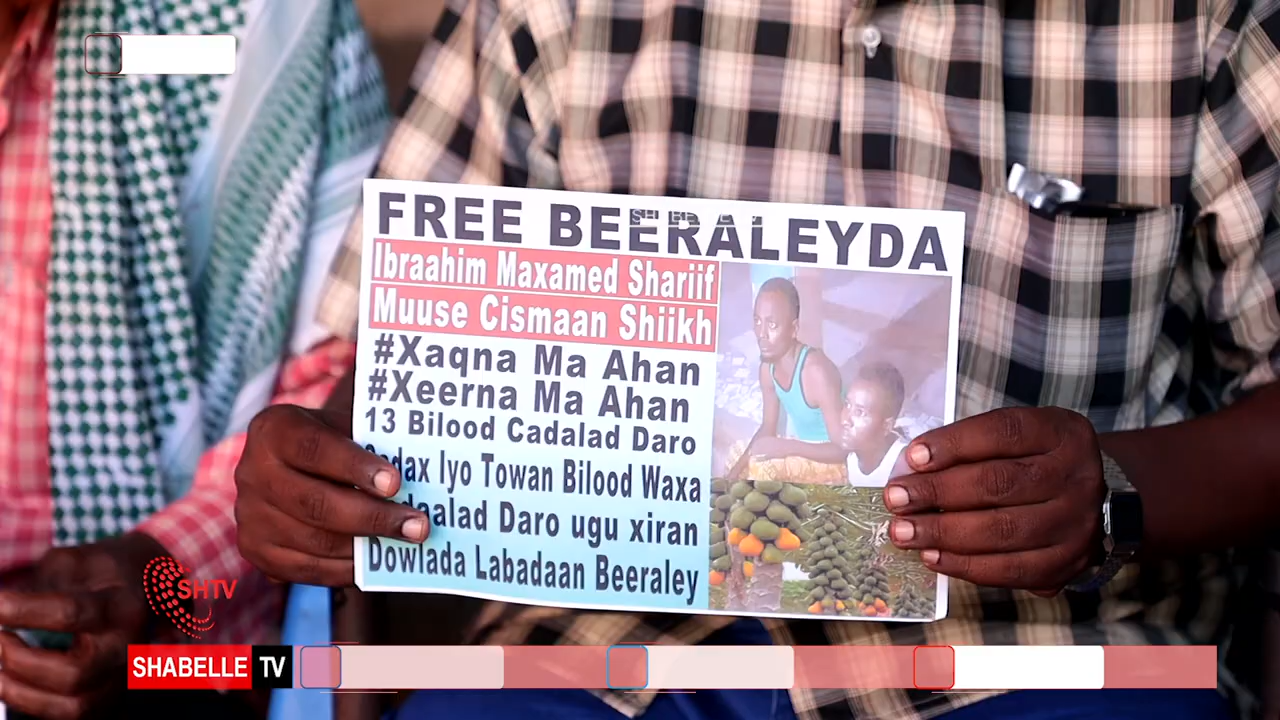 FREE BEERALEYDA
Ibraahim Maxamed Shariif
Muuse Cismaan Shiikh
#Xaqna Ma Ahan
#Xeerna Ma Ahan
13 Bilood Cadalad Daro
Iyo Towan Bilood Waxa
Daro ugu xiran
Dowlada Labadaan Beeraley
SHTV
SHABELLE TV